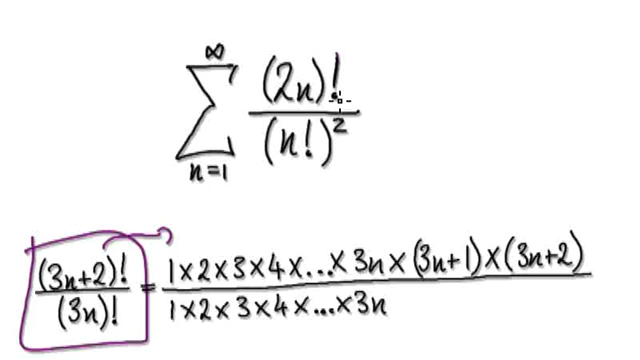 ∞
∑ (2n)! / (n!)²
n=1
(3n+2)! / (3n)! = 1×2×3×4×...×3n×(3n+1)×(3n+2) / 1×2×3×4×...×3n